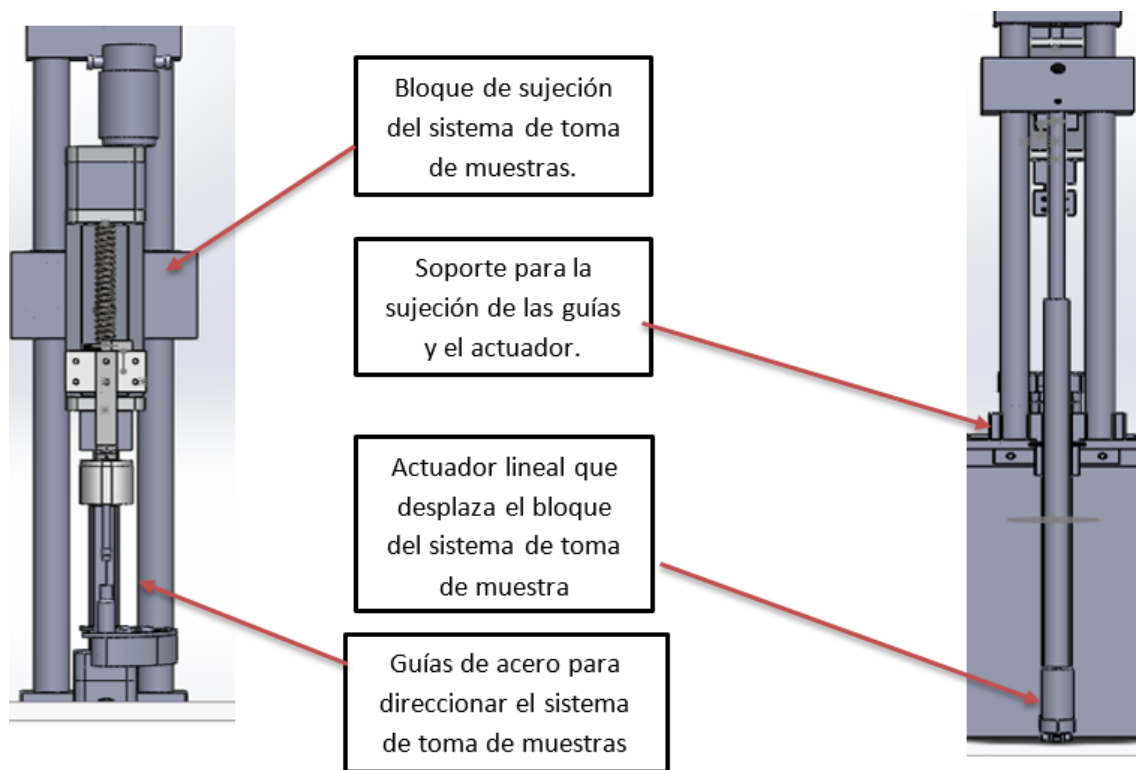 Bloque de sujeción
del sistema de toma
de muestras.
Soporte para la
sujeción de las guías
y el actuador.
Actuador lineal que
desplaza el bloque
del sistema de toma
de muestra
Guías de acero para
direccionar el sistema
de toma de muestras